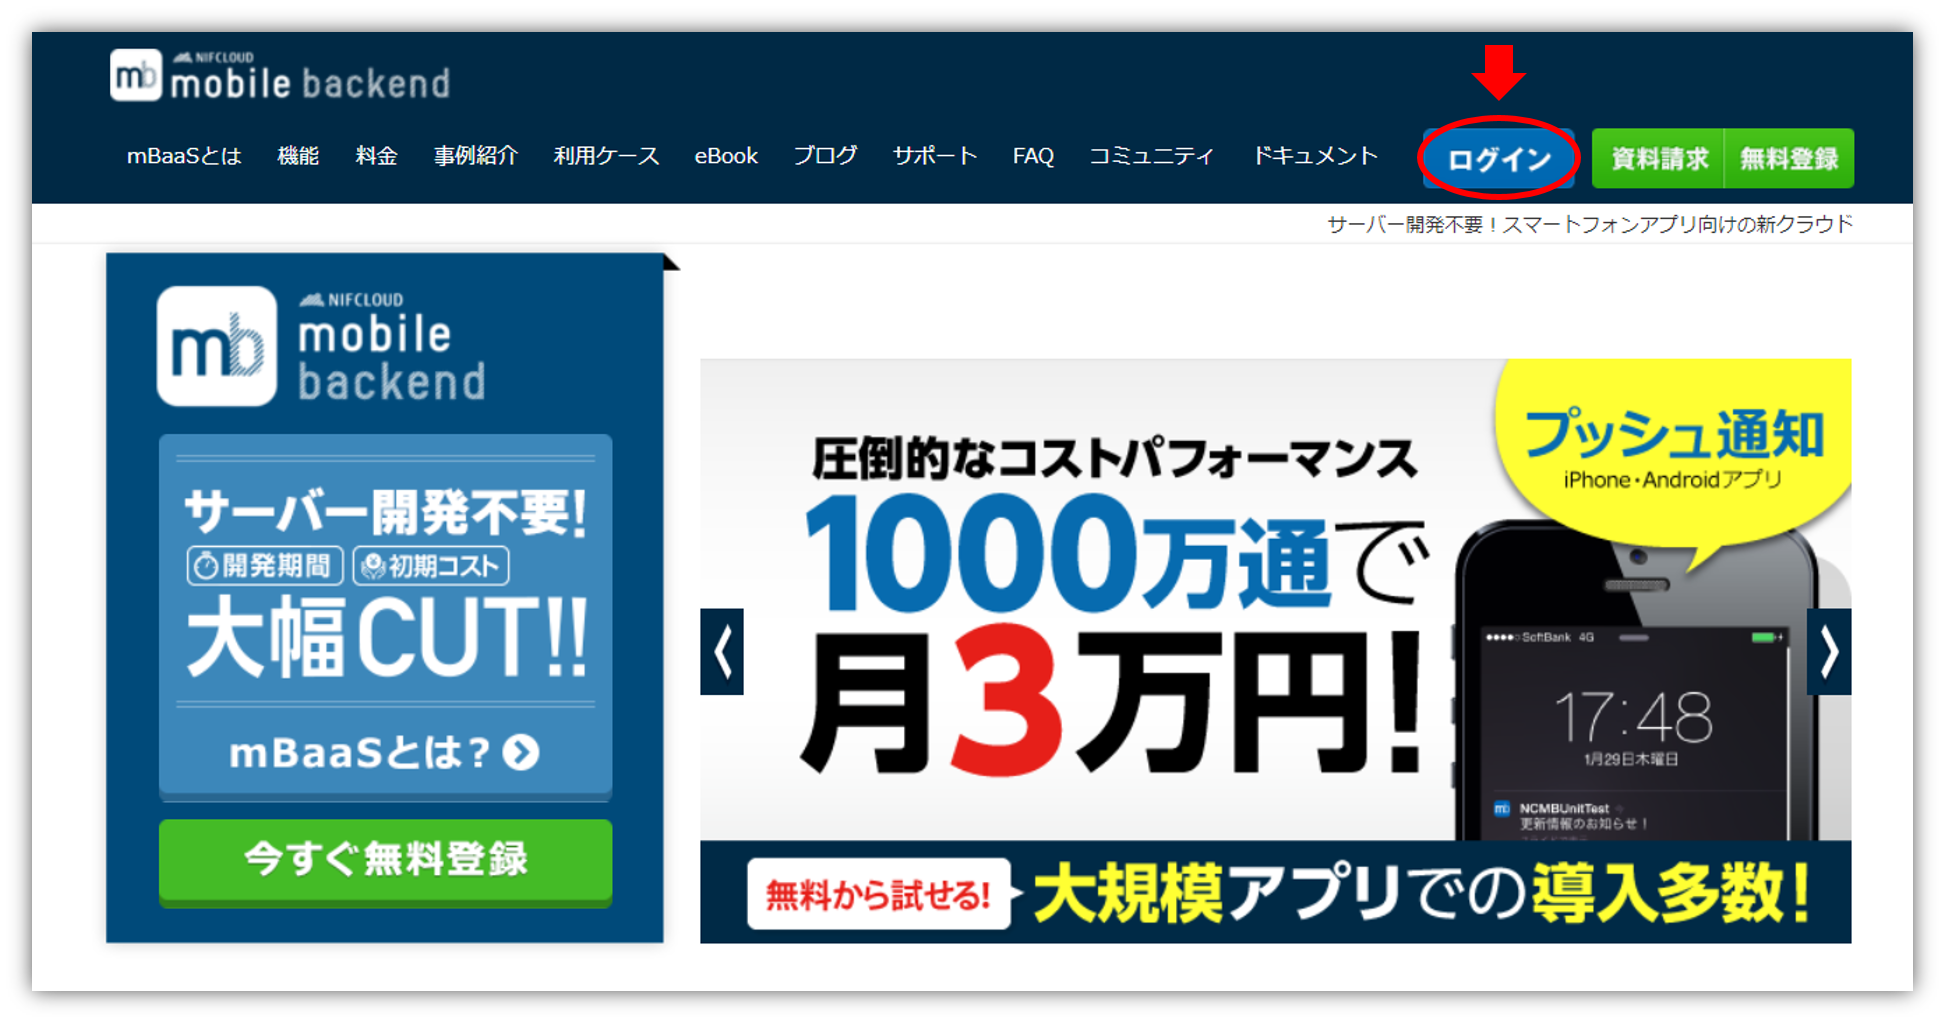 mb NIFCLOUD
mobile backend
mBaaSとは 機能 料金 事例紹介 利用ケース eBook ブログ サポート FAQ コミュニティ ドキュメント ログイン 資料請求 無料登録
サーバー開発不要！スマートフォンアプリ向けの新クラウド
mb NIFCLOUD
mobile
backend
サーバー開発不要!
開発期間 初期コスト
大幅CUT!!
mBaaSとは?
今すぐ無料登録
圧倒的なコストパフォーマンス
1000万通で
月3万円!
プッシュ通知
iPhone・Androidアプリ
SoftBank 4G
17:48
1月29日木曜日
mb NCMBUnitTest
更新情報のお知らせ！
無料から試せる!
大規模アプリでの導入多数!